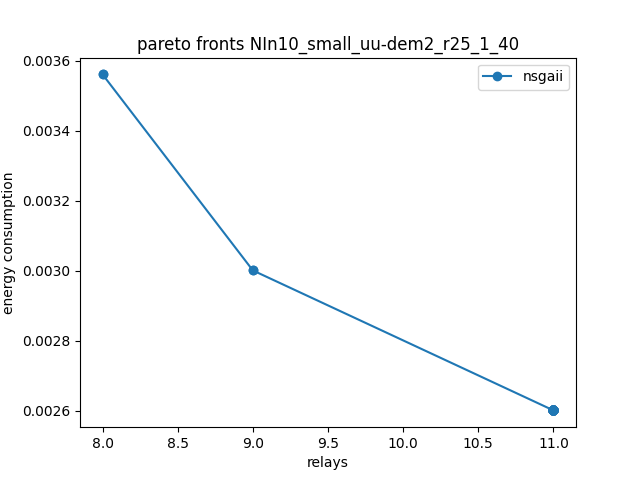 pareto fronts NIn10_small_uu-dem2_r25_1_40
nsgaii
energy consumption
0.0036
0.0034
0.0032
0.0030
0.0028
0.0026
8.0 8.5 9.0 9.5 10.0 10.5 11.0
relays